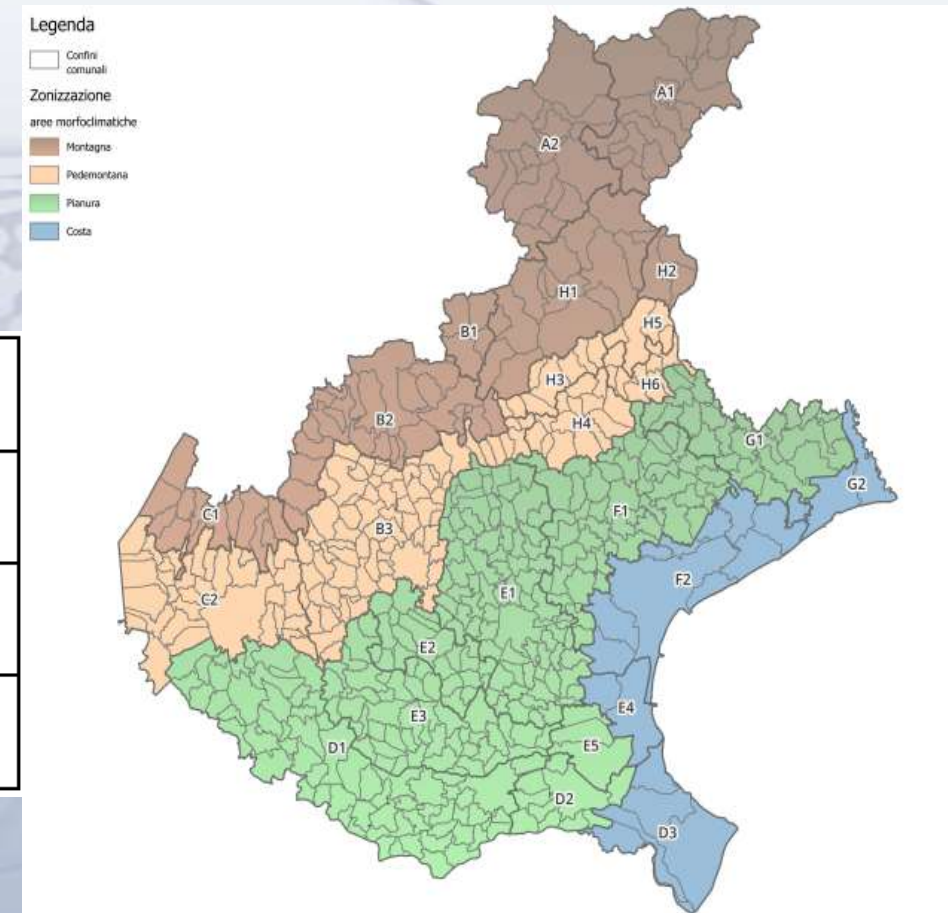 Legenda
Confini
comunali
Zonizzazione
aree morfoclimatiche
Montagna
Pedemontana
Pianura
Costa
A1
A2
H2
H1
B1
H5
H3
H6
B2
H4
G1
G2
C1
F1
B3
F2
E1
C2
E2
E4
E3
E5
D1
D2
D3